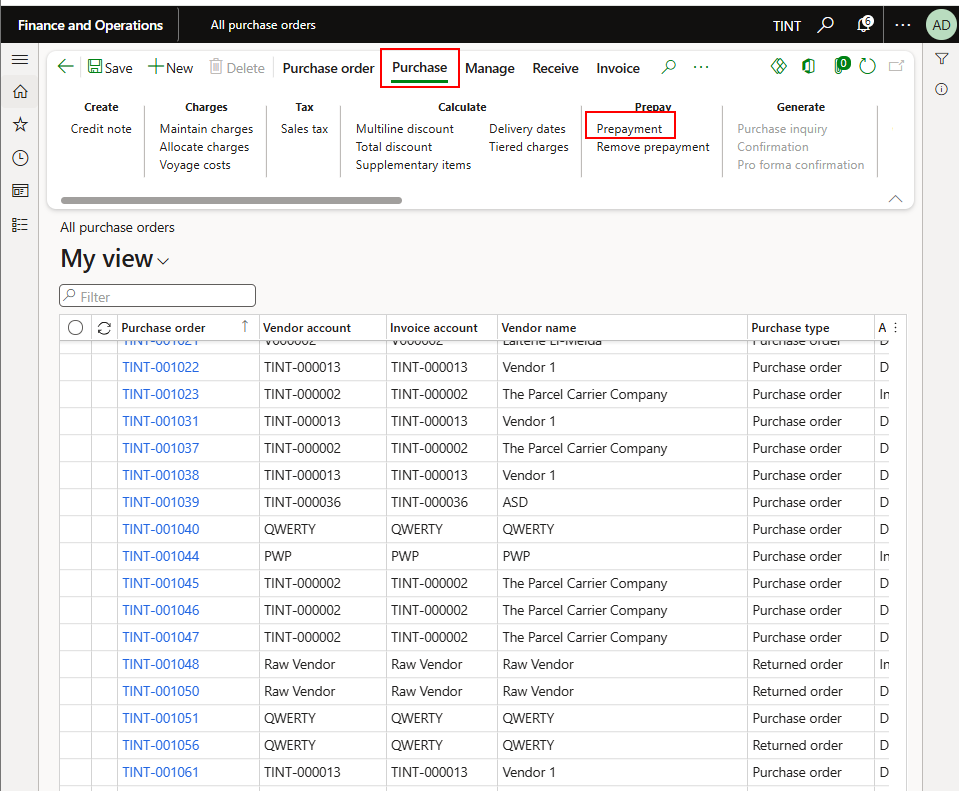 Finance and Operations All purchase orders TINT 6 ... AD
Save New Delete Purchase order Purchase Manage Receive Invoice ... 0
Create Charges Tax Calculate Prepay Generate
Credit note Maintain charges Sales tax Multiline discount Delivery dates Prepayment Purchase inquiry
Allocate charges Total discount Tiered charges Remove prepayment Confirmation
Voyage costs Supplementary items Pro forma confirmation
All purchase orders
My view
Filter
Purchase order ↑ Vendor account Invoice account Vendor name Purchase type A
TINT-001021 V000002 V000002 Purchase order D
TINT-001022 TINT-000013 TINT-000013 Vendor 1 Purchase order D
TINT-001023 TINT-000002 TINT-000002 The Parcel Carrier Company Purchase order In
TINT-001031 TINT-000013 TINT-000013 Vendor 1 Purchase order D
TINT-001037 TINT-000002 TINT-000002 The Parcel Carrier Company Purchase order D
TINT-001038 TINT-000013 TINT-000013 Vendor 1 Purchase order D
TINT-001039 TINT-000036 TINT-000036 ASD Purchase order D
TINT-001040 QWERTY QWERTY QWERTY Purchase order D
TINT-001044 PWP PWP PWP Purchase order In
TINT-001045 TINT-000002 TINT-000002 The Parcel Carrier Company Purchase order D
TINT-001046 TINT-000002 TINT-000002 The Parcel Carrier Company Purchase order D
TINT-001047 TINT-000002 TINT-000002 The Parcel Carrier Company Purchase order D
TINT-001048 Raw Vendor Raw Vendor Raw Vendor Returned order In
TINT-001050 Raw Vendor Raw Vendor Raw Vendor Returned order D
TINT-001051 QWERTY QWERTY QWERTY Purchase order D
TINT-001056 QWERTY QWERTY QWERTY Returned order D
TINT-001061 TINT-000013 TINT-000013 Vendor 1 Purchase order D